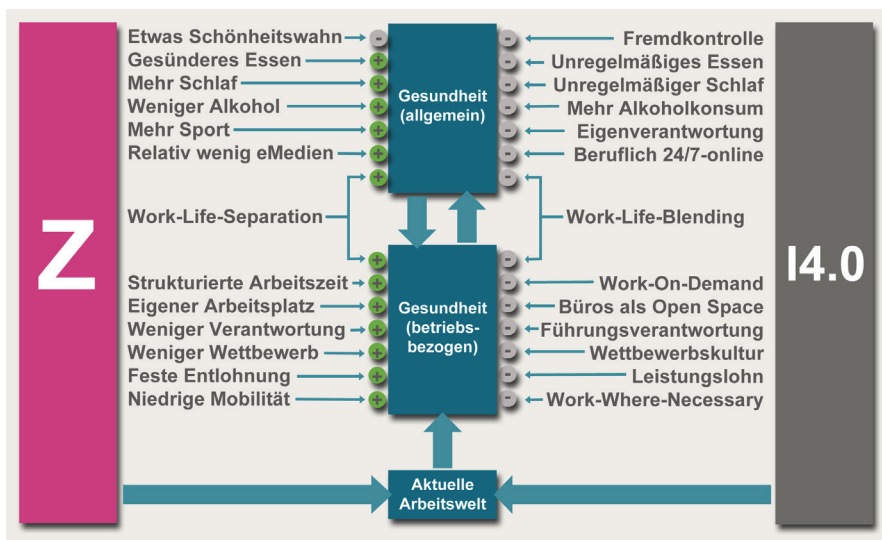 Z
Etwas Schönheitswahn
Gesünderes Essen
Mehr Schlaf
Weniger Alkohol
Mehr Sport
Relativ wenig eMedien
Work-Life-Separation
Strukturierte Arbeitszeit
Eigener Arbeitsplatz
Weniger Verantwortung
Weniger Wettbewerb
Feste Entlohnung
Niedrige Mobilität
Gesundheit
(allgemein)
Gesundheit
(betriebs-
bezogen)
Aktuelle
Arbeitswelt
Fremdkontrolle
Unregelmäßiges Essen
Unregelmäßiger Schlaf
Mehr Alkoholkonsum
Eigenverantwortung
Beruflich 24/7-online
Work-Life-Blending
Work-On-Demand
Büros als Open Space
Führungsverantwortung
Wettbewerbskultur
Leistungslohn
Work-Where-Necessary
I4.0